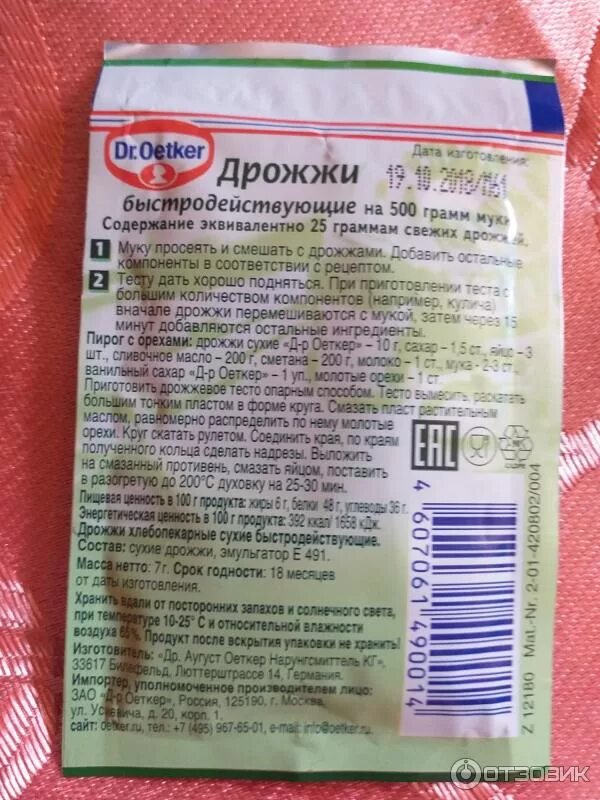 Dr.Oetker
Дрожжи
Дата изготовления:
19.10.2018
быстродействующие на 500 грамм муки
Содержание эквивалентно 25 граммам свежих дрожжей.
1 Муку просеять и смешать с дрожжами. Добавить остальные
компоненты в соответствии с рецептом.
2 Тесту дать хорошо подняться. При приготовлении теста с
большим количеством компонентов (например, кулича)
вначале дрожжи перемешиваются с мукой, затем через 15
минут добавляются остальные ингредиенты.
Пирог с орехами: дрожжи сухие «Д-р Оеткер» – 10 г, сахар – 1,5 ст., яйцо – 3
шт., сливочное масло – 200 г, сметана – 200 г, молоко – 1 ст., мука - 2-3 ст.,
ванильный сахар «Д-р Оеткер» – 1 уп., молотые орехи – 1 ст.
Приготовить дрожжевое тесто опарным способом. Тесто вымесить, раскатать
большим тонким пластом в форме круга. Смазать пласт растительным
маслом, равномерно распределить по нему молотые
орехи. Круг скатать рулетом. Соединить края, по краям
полученного кольца сделать надрезы. Выложить
на смазанный противень, смазать яйцом, поставить
в разогретую до 200°С духовку на 25-30 мин.
Пищевая ценность в 100 г продукта: жиры 6 г, белки 48 г, углеводы 36 г.
Энергетическая ценность в 100 г продукта: 392 ккал/ 1658 кДж.
Дрожжи хлебопекарные сухие быстродействующие.
Состав: сухие дрожжи, эмульгатор Е 491.
Масса нетто: 7г. Срок годности: 18 месяцев
от даты изготовления.
Хранить вдали от посторонних запахов и солнечного света,
при температуре 10-25° С и относительной влажности
воздуха 65%. Продукт после вскрытия упаковки не хранить!
Изготовитель: «Др. Аугуст Оеткер Нарунгсмиттель КГ»,
33617 Билефельд, Люттерштрассе 14, Германия.
Импортер, уполномоченное производителем лицо:
ЗАО «Д-р Оеткер», Россия, 125190, г. Москва,
ул. Усиевича, д. 20, корп. 1.
сайт: oetker.ru, тел.: +7 (495) 967-65-01, e-mail: info@oetker.ru.
EAC
4 607061 490014
Mat.-Nr. 2-01-420802/004
Z 12180
ОТЗОВИК